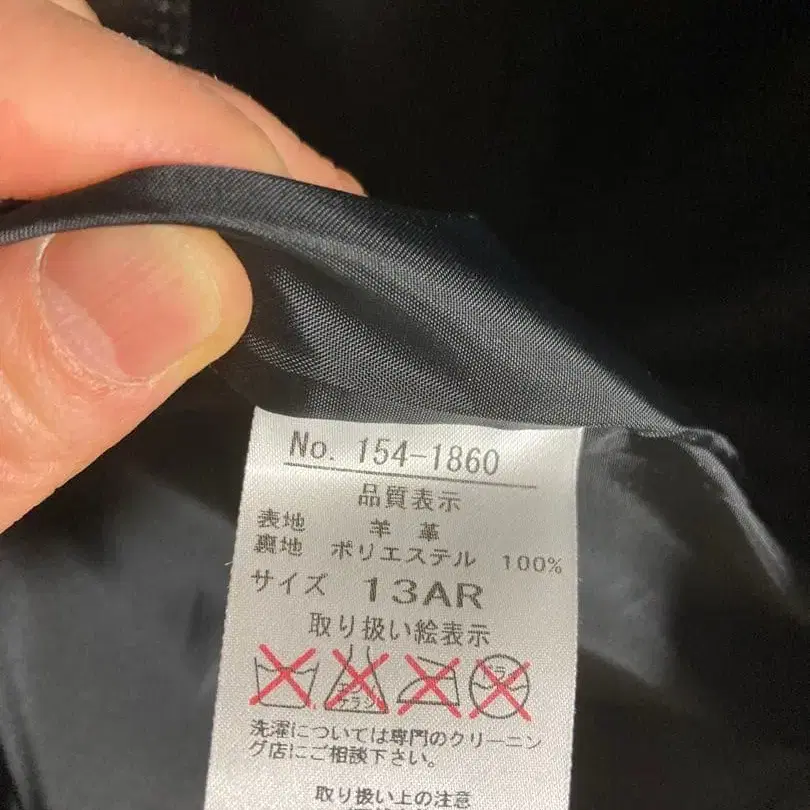 No. 154-1860
品質表示
表地 羊革
裏地 ポリエステル 100%
サイズ 13AR
取り扱い絵表示
洗濯については専門のクリーニン
グ店にご相談下さい。
取り扱い上の注意